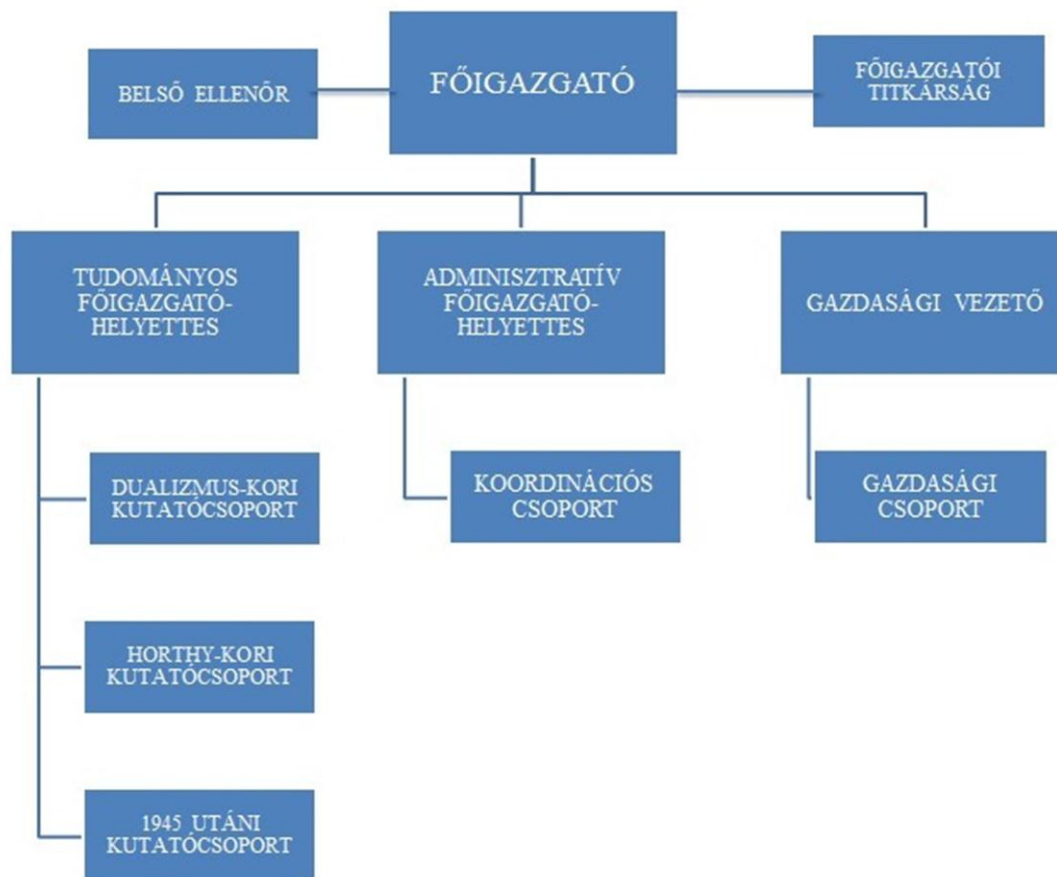 BELSŐ ELLENŐR
FŐIGAZGATÓ
FŐIGAZGATÓI
TITKÁRSÁG
TUDOMÁNYOS
FŐIGAZGATÓ-
HELYETTES
ADMINISZTRATÍV
FŐIGAZGATÓ-
HELYETTES
GAZDASÁGI VEZETŐ
DUALIZMUS-KORI
KUTATÓCSOPORT
KOORDINÁCIÓS
CSOPORT
GAZDASÁGI
CSOPORT
HORTHY-KORI
KUTATÓCSOPORT
1945 UTÁNI
KUTATÓCSOPORT